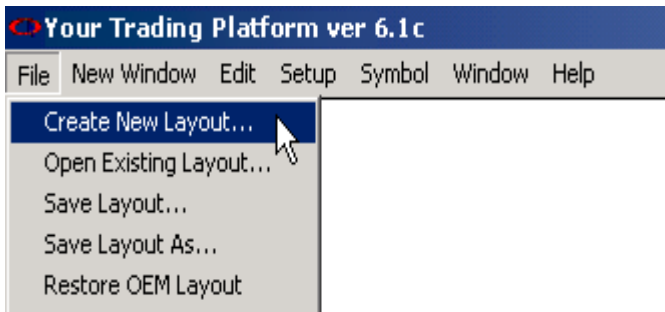 Your Trading Platform ver 6.1c
File New Window Edit Setup Symbol Window Help
Create New Layout...
Open Existing Layout...
Save Layout...
Save Layout As...
Restore OEM Layout